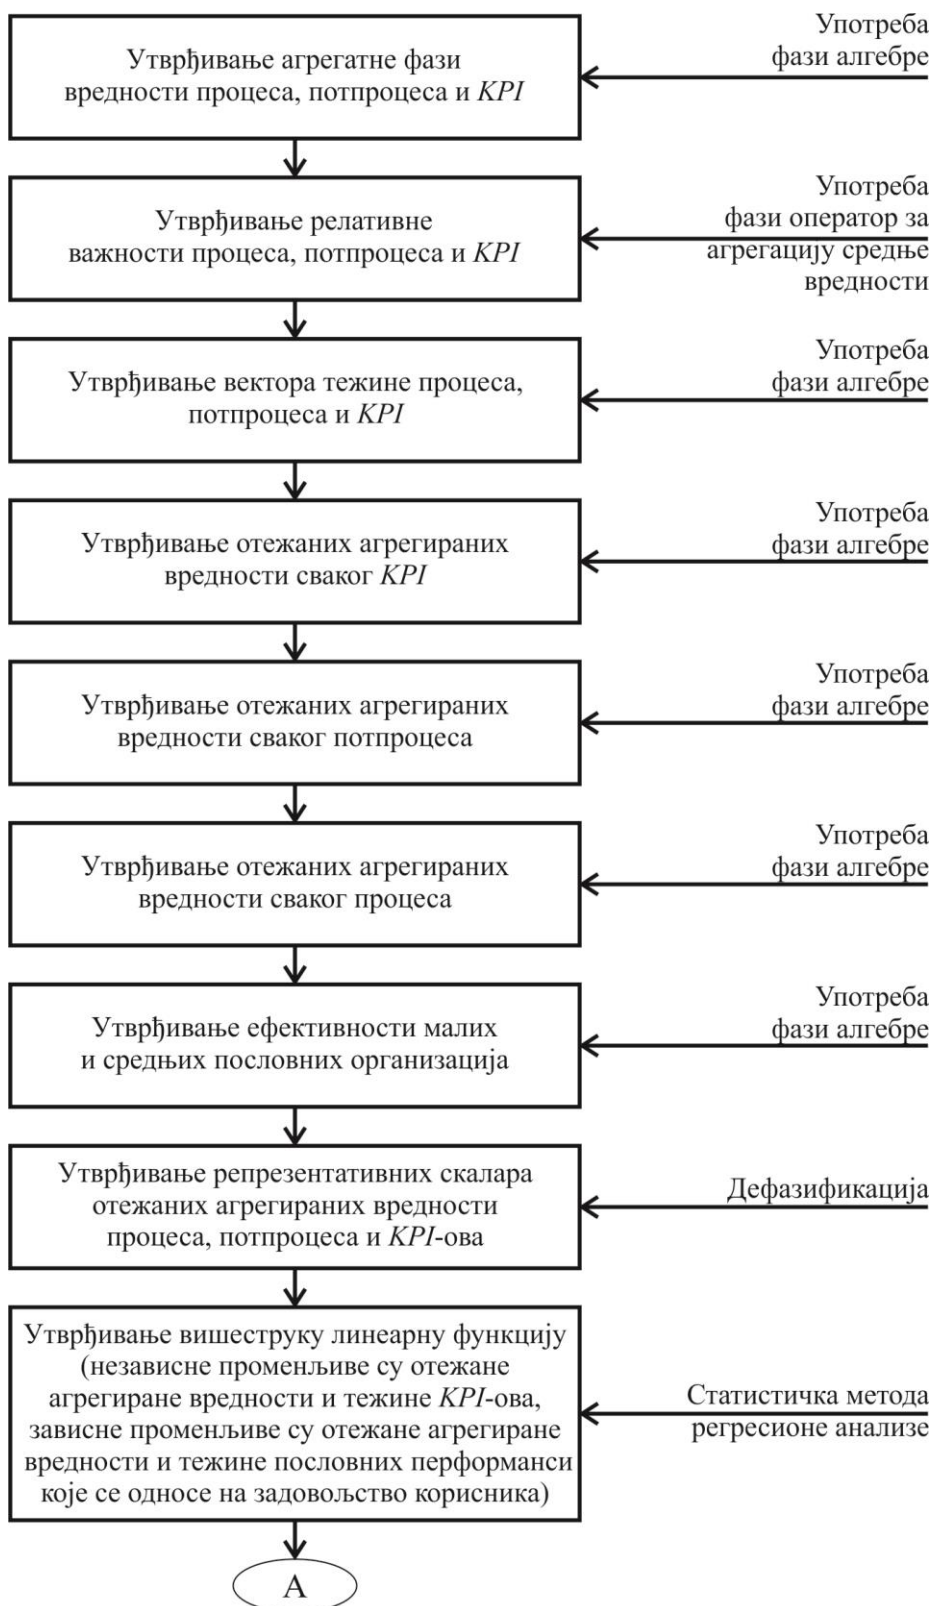 Утврђивање агрегатне фази
вредности процеса, потпроцеса и KPI
Употреба
фази алгебре
Утврђивање релативне
важности процеса, потпроцеса и KPI
Употреба
фази оператор за
агрегацију средње
вредности
Утврђивање вектора тежине процеса,
потпроцеса и KPI
Употреба
фази алгебре
Утврђивање отежаних агрегираних
вредности сваког KPI
Употреба
фази алгебре
Утврђивање отежаних агрегираних
вредности сваког потпроцеса
Употреба
фази алгебре
Утврђивање отежаних агрегираних
вредности сваког процеса
Употреба
фази алгебре
Утврђивање ефективности малих
и средњих пословних организација
Употреба
фази алгебре
Утврђивање репрезентативних скалара
отежаних агрегираних вредности
процеса, потпроцеса и KPI-ова
Дефазификација
Утврђивање вишеструку линеарну функцију
(независне променљиве су отежане
агрегиране вредности и тежине KPI-ова,
зависне променљиве су отежане агрегиране
вредности и тежине пословних перформанси
које се односе на задовољство корисника)
Статистичка метода
регресионе анализе
А